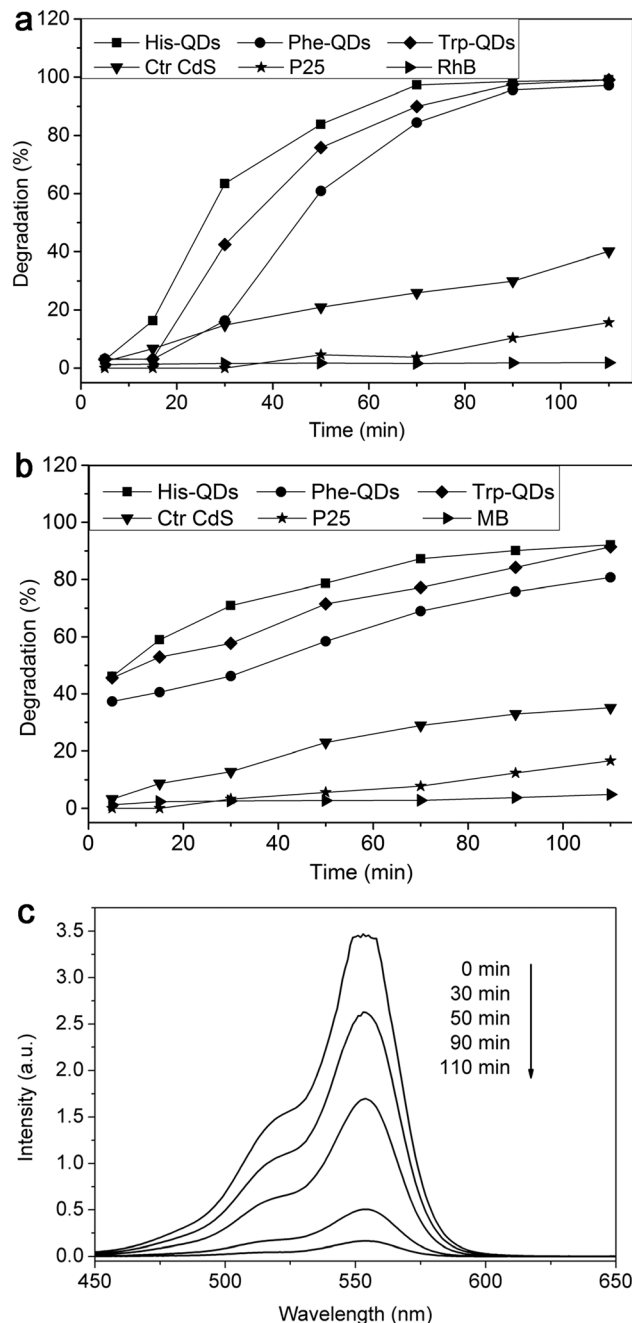 a
120
100
80
60
40
20
0
Degradation (%)
His-QDs Phe-QDs Trp-QDs
Ctr CdS P25 RhB
0 20 40 60 80 100
Time (min)
b
120
100
80
60
40
20
0
Degradation (%)
His-QDs Phe-QDs Trp-QDs
Ctr CdS P25 MB
0 20 40 60 80 100
Time (min)
c
3.5
3.0
2.5
2.0
1.5
1.0
0.5
0.0
Intensity (a.u.)
0 min
30 min
50 min
90 min
110 min
450 500 550 600 650
Wavelength (nm)